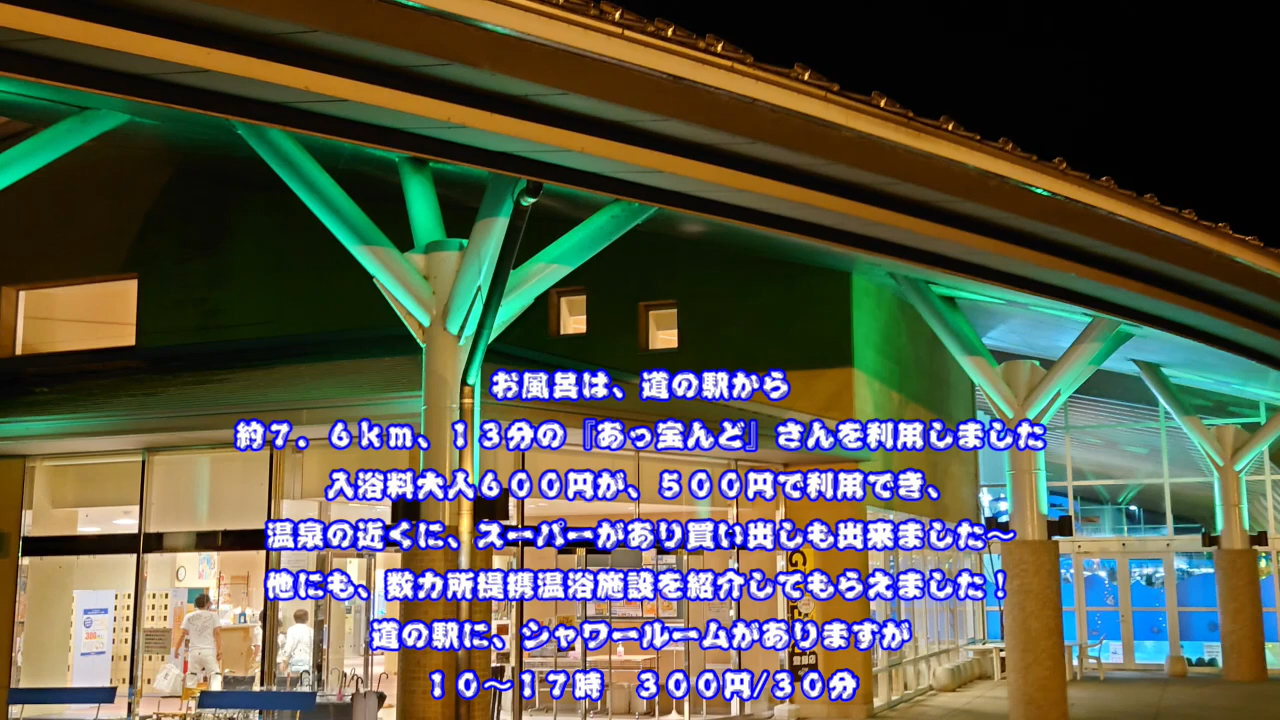 お風呂は、道の駅から
約７．６ｋｍ、１３分の『あっ宝んど』さんを利用しました
入浴料大人６００円が、５００円で利用でき、
温泉の近くに、スーパーがあり買い出しも出来ました～
他にも、数カ所提携温浴施設を紹介してもらえました！
道の駅に、シャワールームがありますが
１０～１７時　３００円/３０分